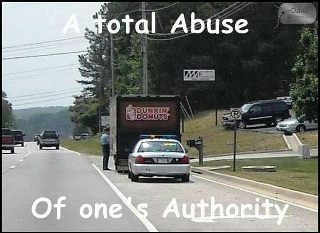 A total Abuse
DUNKIN'
DONUTS
Of one's Authority